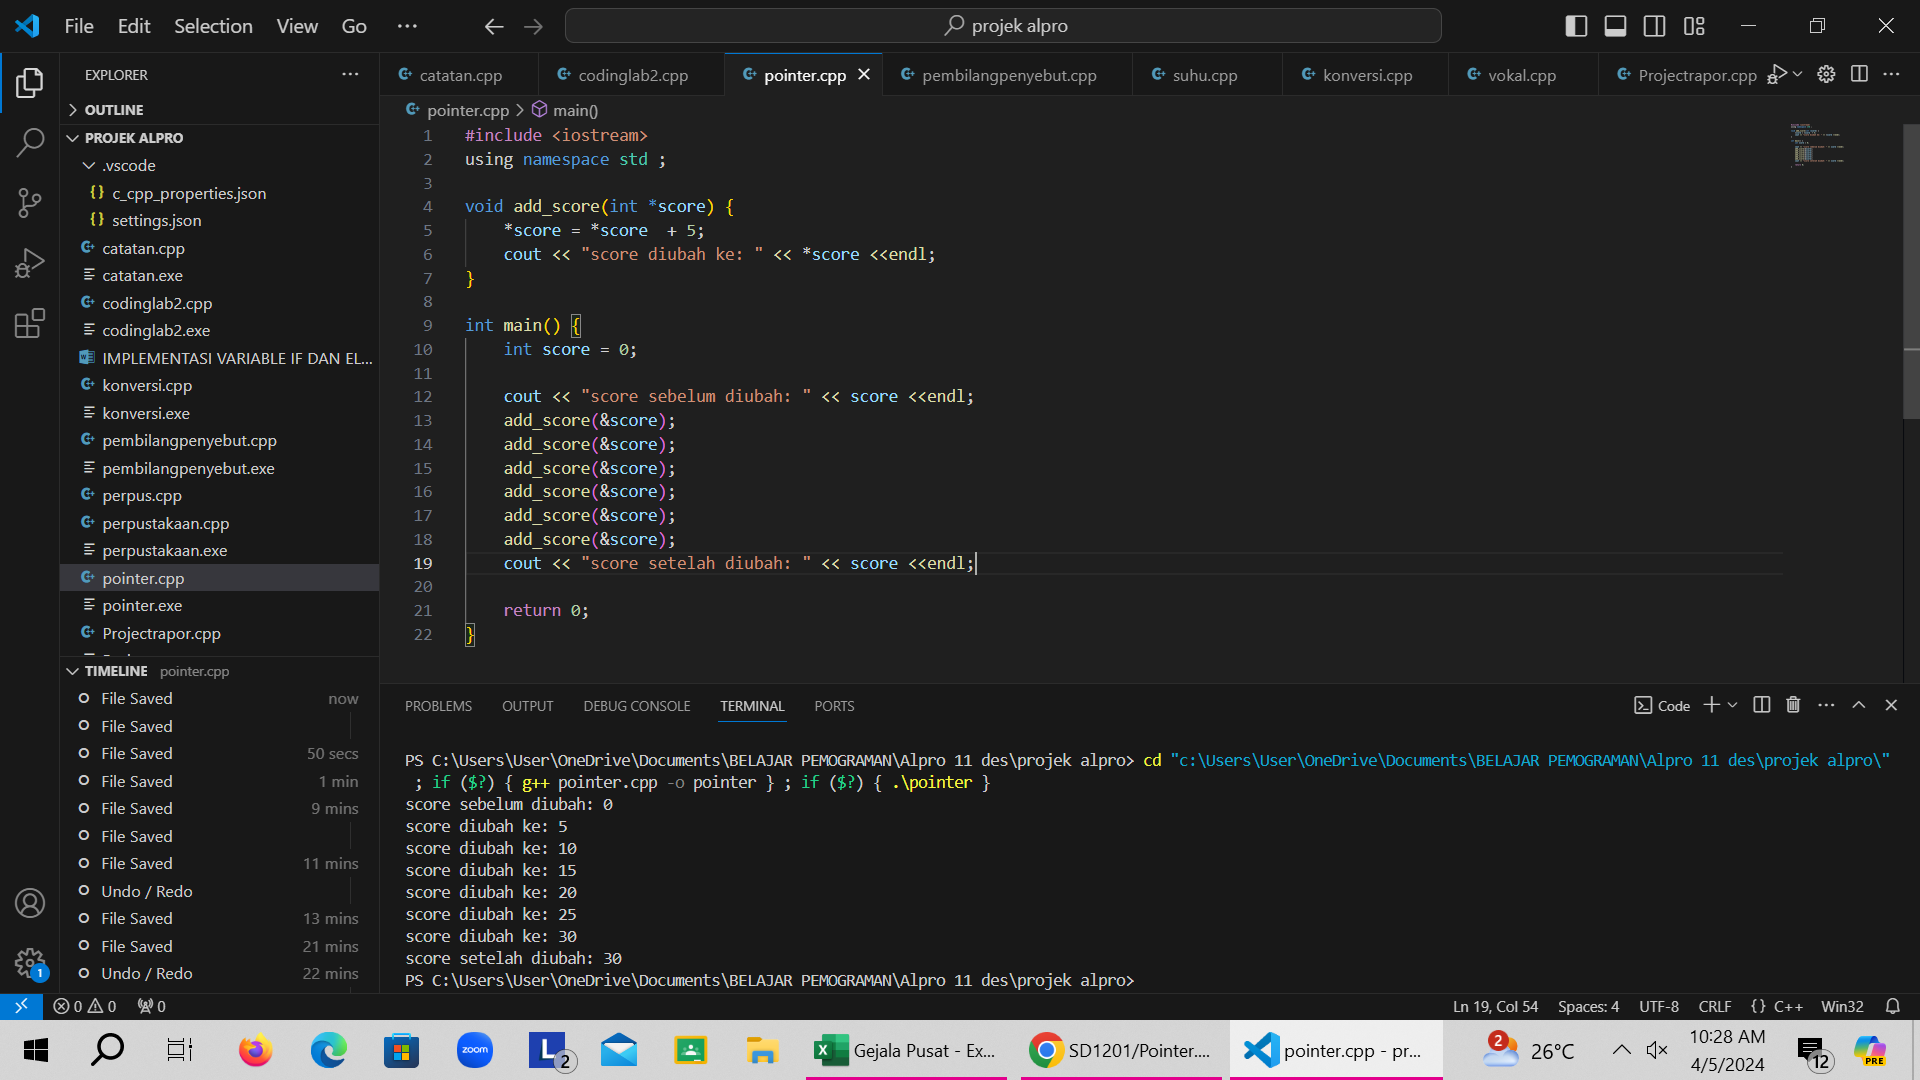 File Edit Selection View Go ··· projek alpro
EXPLORER ···
OUTLINE
PROJEK ALPRO
.vscode
{} c_cpp_properties.json
{} settings.json
catatan.cpp
catatan.exe
codinglab2.cpp
codinglab2.exe
IMPLEMENTASI VARIABLE IF DAN EL...
konversi.cpp
konversi.exe
pembilangpenyebut.cpp
pembilangpenyebut.exe
perpus.cpp
perpustakaan.cpp
perpustakaan.exe
pointer.cpp
pointer.exe
Projectrapor.cpp
TIMELINE pointer.cpp
File Saved now
File Saved
File Saved 50 secs
File Saved 1 min
File Saved 9 mins
File Saved
File Saved 11 mins
Undo / Redo
File Saved 13 mins
File Saved 21 mins
Undo / Redo 22 mins
catatan.cpp codinglab2.cpp pointer.cpp pembilangpenyebut.cpp suhu.cpp konversi.cpp vokal.cpp Projectrapor.cpp
pointer.cpp > main()
1 #include <iostream>
2 using namespace std ;
3
4 void add_score(int *score) {
5 *score = *score  + 5;
6 cout << "score diubah ke: " << *score <<endl;
7 }
8
9 int main() {
10 int score = 0;
11
12 cout << "score sebelum diubah: " << score <<endl;
13 add_score(&score);
14 add_score(&score);
15 add_score(&score);
16 add_score(&score);
17 add_score(&score);
18 add_score(&score);
19 cout << "score setelah diubah: " << score <<endl;
20
21 return 0;
22 }
PROBLEMS OUTPUT DEBUG CONSOLE TERMINAL PORTS Code
PS C:\Users\User\OneDrive\Documents\BELAJAR PEMOGRAMAN\Alpro 11 des\projek alpro> cd "c:\Users\User\OneDrive\Documents\BELAJAR PEMOGRAMAN\Alpro 11 des\projek alpro\"
; if ($?) { g++ pointer.cpp -o pointer } ; if ($?) { .\pointer }
score sebelum diubah: 0
score diubah ke: 5
score diubah ke: 10
score diubah ke: 15
score diubah ke: 20
score diubah ke: 25
score diubah ke: 30
score setelah diubah: 30
PS C:\Users\User\OneDrive\Documents\BELAJAR PEMOGRAMAN\Alpro 11 des\projek alpro>
1
0 0 0 Ln 19, Col 54 Spaces: 4 UTF-8 CRLF {} C++ Win32
zoom L 2 Gejala Pusat - Ex... SD1201/Pointer.... pointer.cpp - pr... 2 26°C 10:28 AM 12 PRE
4/5/2024